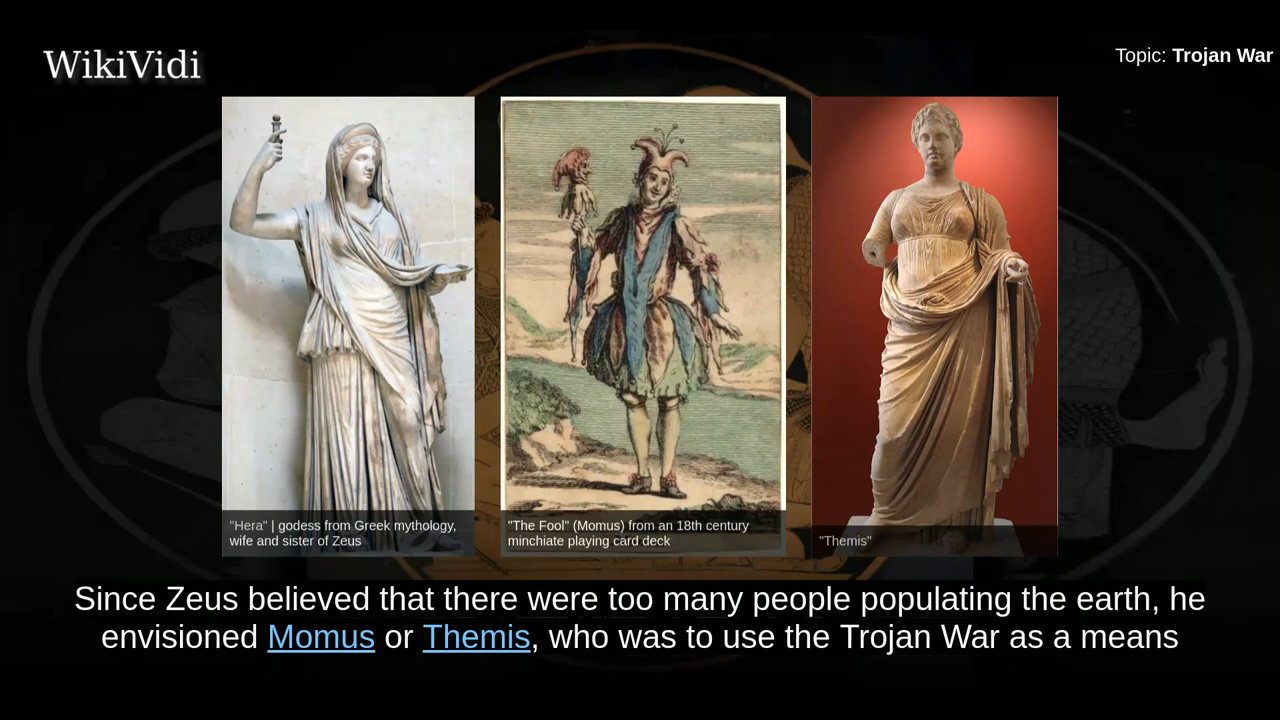 WikiVidi
Topic: Trojan War
"Hera" | godess from Greek mythology,
wife and sister of Zeus
"The Fool" (Momus) from an 18th century
minchiate playing card deck
"Themis"
Since Zeus believed that there were too many people populating the earth, he
envisioned Momus or Themis, who was to use the Trojan War as a means